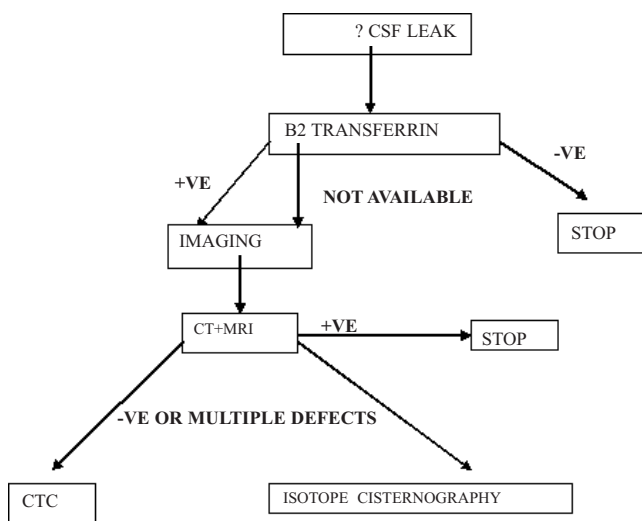 ? CSF LEAK
B2 TRANSFERRIN
-VE
+VE
NOT AVAILABLE
IMAGING
STOP
CT+MRI
+VE
STOP
-VE OR MULTIPLE DEFECTS
CTC
ISOTOPE CISTERNOGRAPHY